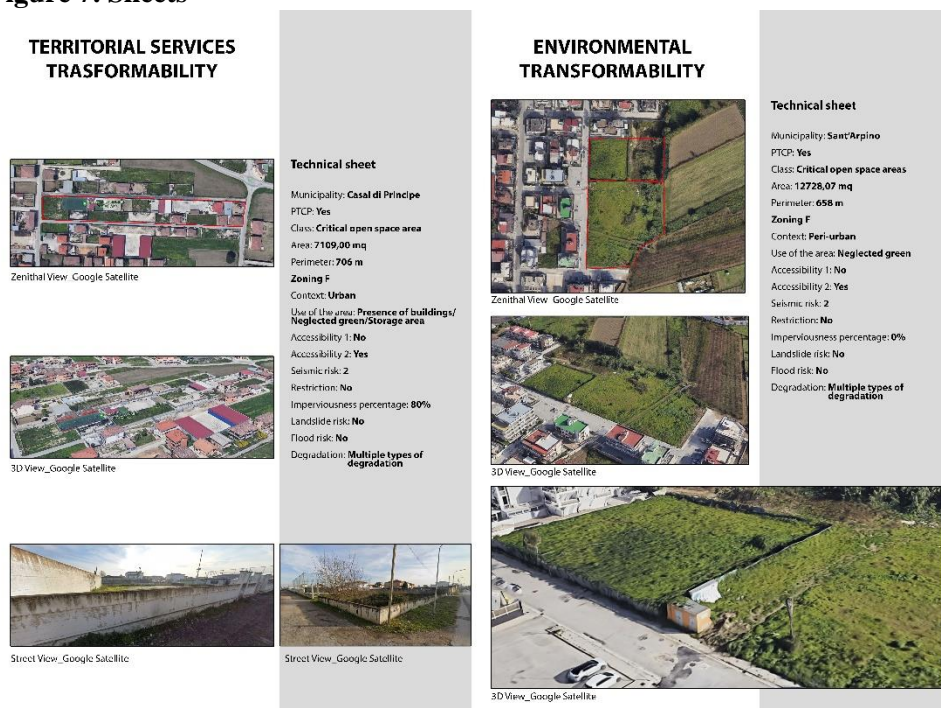 Figure 7. Sheets
TERRITORIAL SERVICES
TRASFORMABILITY
Zenithal View_Google Satellite
3D View_Google Satellite
Street View_Google Satellite
Technical sheet
Municipality: Casal di Principe
PTCP: Yes
Class: Critical open space area
Area: 7109,00 mq
Perimeter: 706 m
Zoning F
Context: Urban
Use of the area: Presence of buildings/
Neglected green/Storage area
Accessibility 1: No
Accessibility 2: Yes
Seismic risk: 2
Restriction: No
Imperviousness percentage: 80%
Landslide risk: No
Flood risk: No
Degradation: Multiple types of
degradation
Street View_Google Satellite
ENVIRONMENTAL
TRANSFORMABILITY
Zenithal View_Google Satellite
3D View_Google Satellite
3D View_Google Satellite
Technical sheet
Municipality: Sant'Arpino
PTCP: Yes
Class: Critical open space areas
Area: 12728,07 mq
Perimeter: 658 m
Zoning F
Context: Peri-urban
Use of the area: Neglected green
Accessibility 1: No
Accessibility 2: Yes
Seismic risk: 2
Restriction: No
Imperviousness percentage: 0%
Landslide risk: No
Flood risk: No
Degradation: Multiple types of
degradation